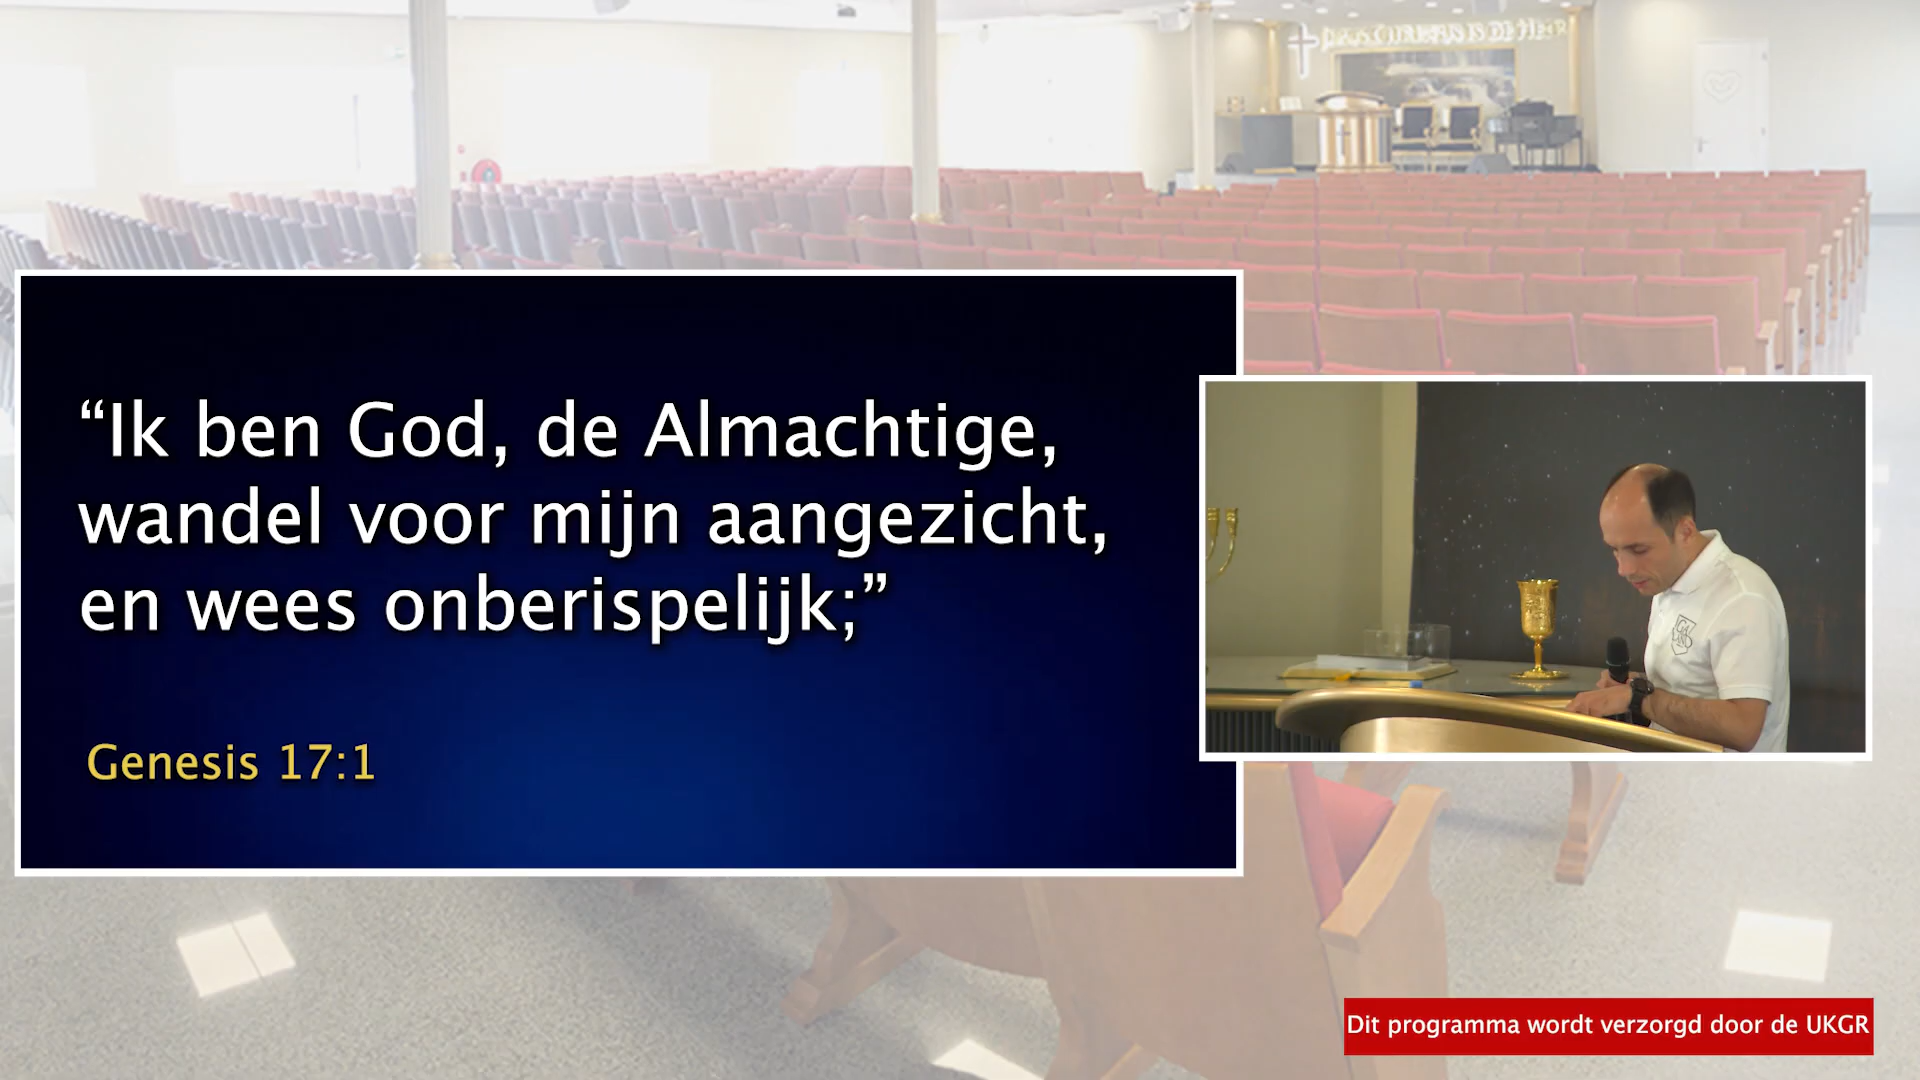 “Ik ben God, de Almachtige,
wandel voor mijn aangezicht,
en wees onberispelijk;”
Genesis 17:1
Dit programma wordt verzorgd door de UKGR